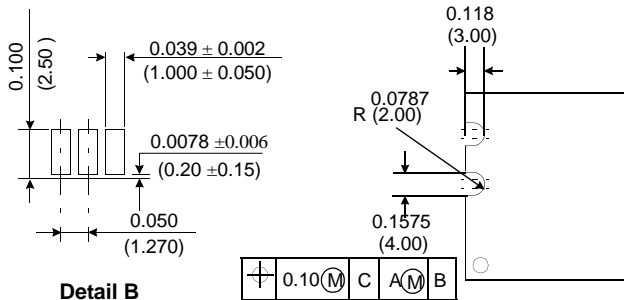 0.118
(3.00)
0.039 ± 0.002
(1.000 ± 0.050)
0.100
(2.50 )
0.0787
R (2.00)
0.0078 ±0.006
(0.20 ±0.15)
0.050
(1.270)
0.1575
(4.00)
Detail B
⌖ 0.10 Ⓜ C A Ⓜ B